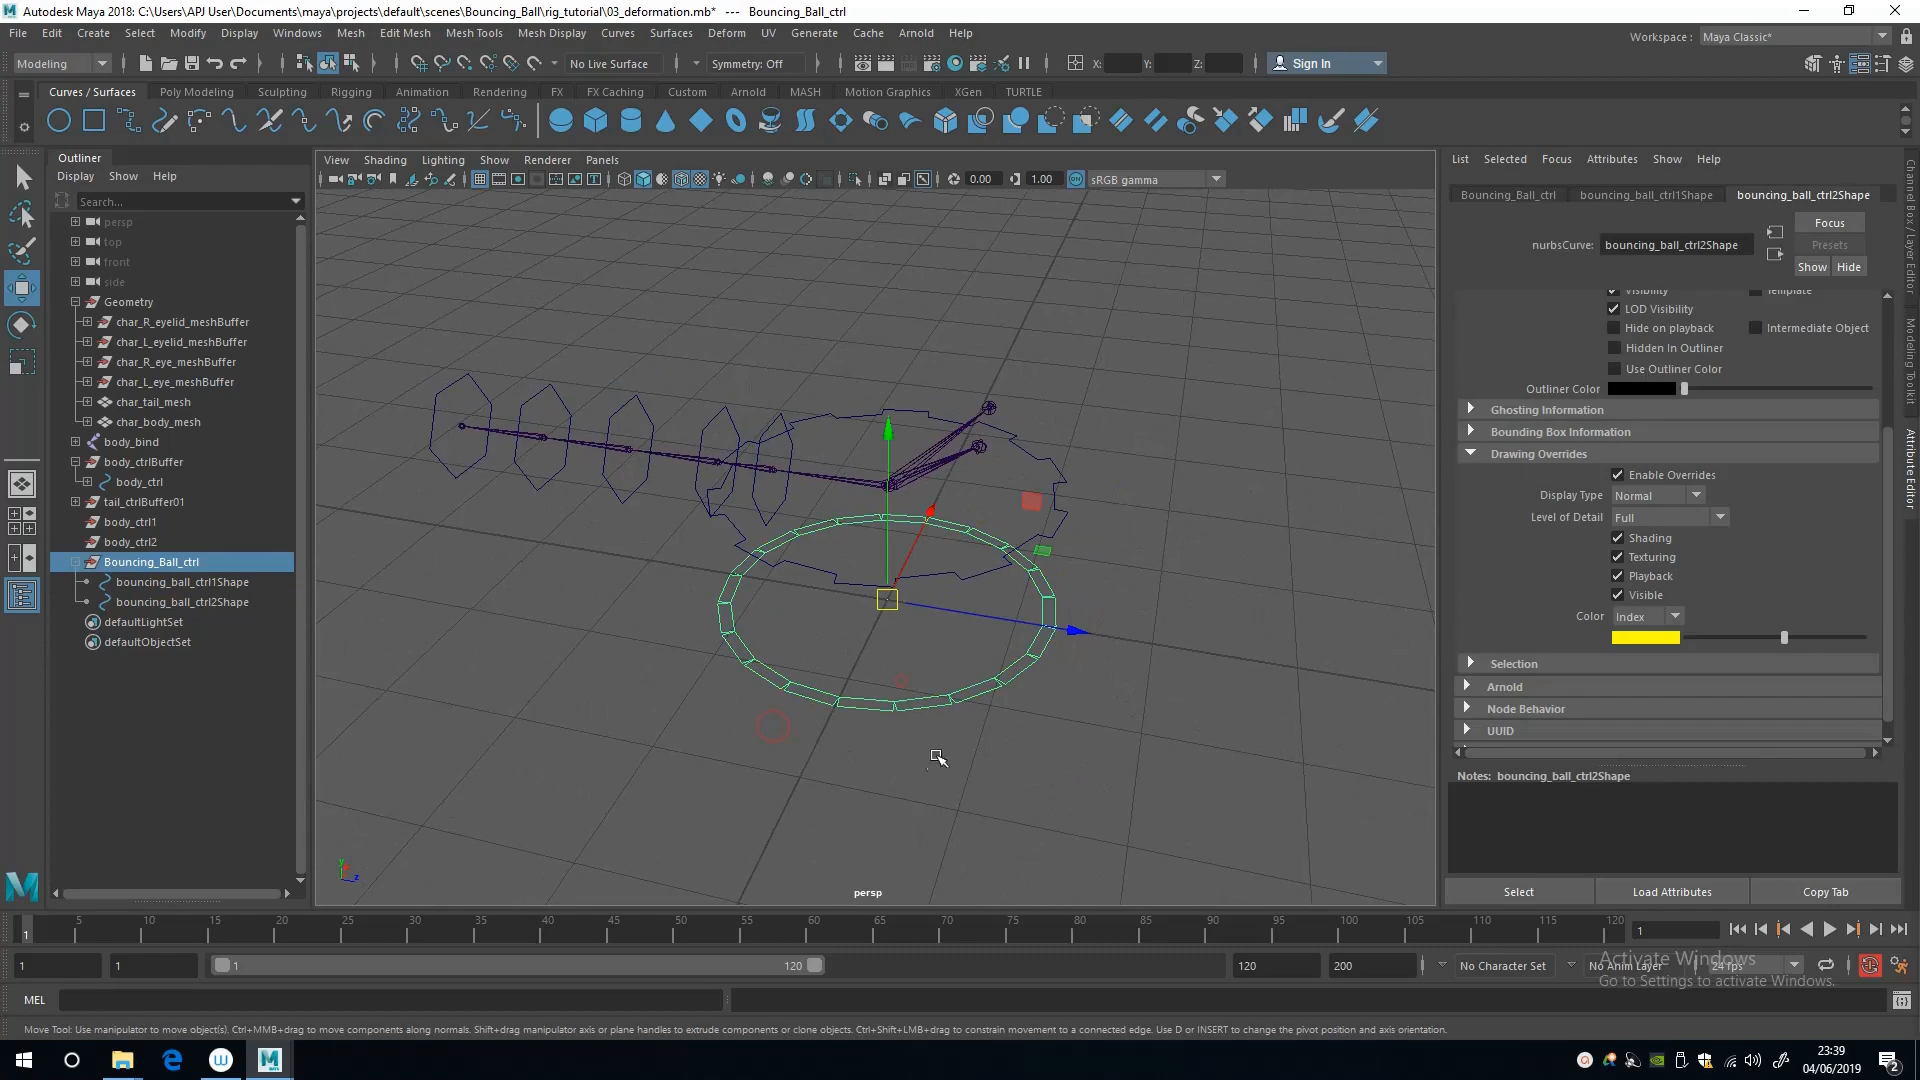 Autodesk Maya 2018: C:\Users\APJ User\Documents\maya\projects\default\scenes\Bouncing_Ball\rig_tutorial\03_deformation.mb* --- Bouncing_Ball_ctrl
File Edit Create Select Modify Display Windows Mesh Edit Mesh Mesh Tools Mesh Display Curves Surfaces Deform UV Generate Cache Arnold Help
Workspace : Maya Classic*
Modeling
No Live Surface
Symmetry: Off
X:
Y:
Z:
Sign In
Curves / Surfaces Poly Modeling Sculpting Rigging Animation Rendering FX FX Caching Custom Arnold MASH Motion Graphics XGen TURTLE
Outliner
Display Show Help
Search...
persp
top
front
side
Geometry
char_R_eyelid_meshBuffer
char_L_eyelid_meshBuffer
char_R_eye_meshBuffer
char_L_eye_meshBuffer
char_tail_mesh
char_body_mesh
body_bind
body_ctrlBuffer
body_ctrl
tail_ctrlBuffer01
body_ctrl1
body_ctrl2
Bouncing_Ball_ctrl
bouncing_ball_ctrl1Shape
bouncing_ball_ctrl2Shape
defaultLightSet
defaultObjectSet
View Shading Lighting Show Renderer Panels
0.00
1.00
sRGB gamma
persp
y
z
List Selected Focus Attributes Show Help
Bouncing_Ball_ctrl bouncing_ball_ctrl1Shape bouncing_ball_ctrl2Shape
nurbsCurve: bouncing_ball_ctrl2Shape
Focus
Presets
Show Hide
Visibility Template
LOD Visibility
Hide on playback Intermediate Object
Hidden In Outliner
Use Outliner Color
Outliner Color
Ghosting Information
Bounding Box Information
Drawing Overrides
Enable Overrides
Display Type Normal
Level of Detail Full
Shading
Texturing
Playback
Visible
Color Index
Selection
Arnold
Node Behavior
UUID
Notes: bouncing_ball_ctrl2Shape
Select Load Attributes Copy Tab
Channel Box / Layer Editor
Modeling Toolkit
Attribute Editor
1 5 10 15 20 25 30 35 40 45 50 55 60 65 70 75 80 85 90 95 100 105 110 115 120
1
1
1
1
120
120
200
No Character Set
No Anim Layer
24 fps
Activate Windows
Go to Settings to activate Windows.
MEL
Move Tool: Use manipulator to move object(s). Ctrl+MMB+drag to move components along normals. Shift+drag manipulator axis or plane handles to extrude components or clone objects. Ctrl+Shift+LMB+drag to constrain movement to a connected edge. Use D or INSERT to change the pivot position and axis orientation.
23:39
04/06/2019
2